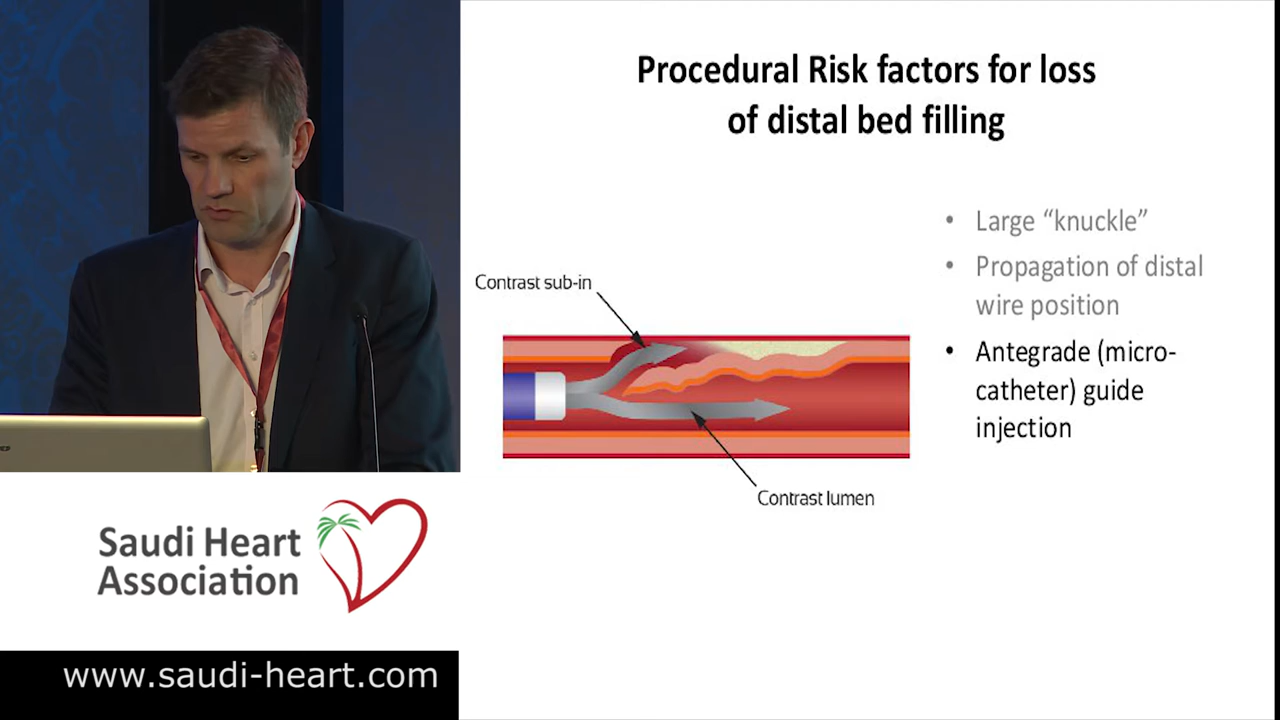 Procedural Risk factors for loss
of distal bed filling
• Large “knuckle”
• Propagation of distal
wire position
• Antegrade (micro-
catheter) guide
injection
Contrast sub-in
Contrast lumen
Saudi Heart
Association
www.saudi-heart.com